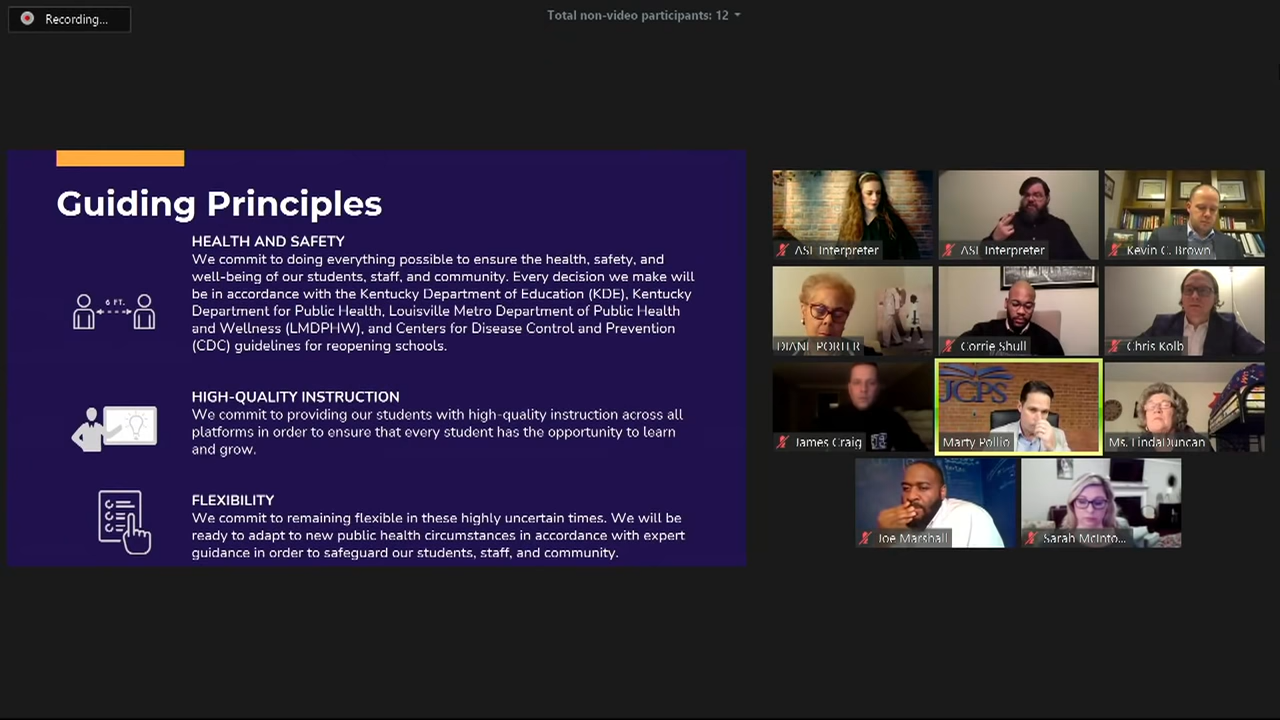 Recording...
Total non-video participants: 12
Guiding Principles
HEALTH AND SAFETY
We commit to doing everything possible to ensure the health, safety, and
well-being of our students, staff, and community. Every decision we make will
be in accordance with the Kentucky Department of Education (KDE), Kentucky
Department for Public Health, Louisville Metro Department of Public Health
and Wellness (LMDPHW), and Centers for Disease Control and Prevention
(CDC) guidelines for reopening schools.
6 FT.
HIGH-QUALITY INSTRUCTION
We commit to providing our students with high-quality instruction across all
platforms in order to ensure that every student has the opportunity to learn
and grow.
FLEXIBILITY
We commit to remaining flexible in these highly uncertain times. We will be
ready to adapt to new public health circumstances in accordance with expert
guidance in order to safeguard our students, staff, and community.
ASL Interpreter
ASL Interpreter
Kevin C. Brown
DIANE PORTER
Corrie Shull
Chris Kolb
James Craig
JCPS
Marty Pollio
Ms. LindaDuncan
Joe Marshall
Sarah McInto...